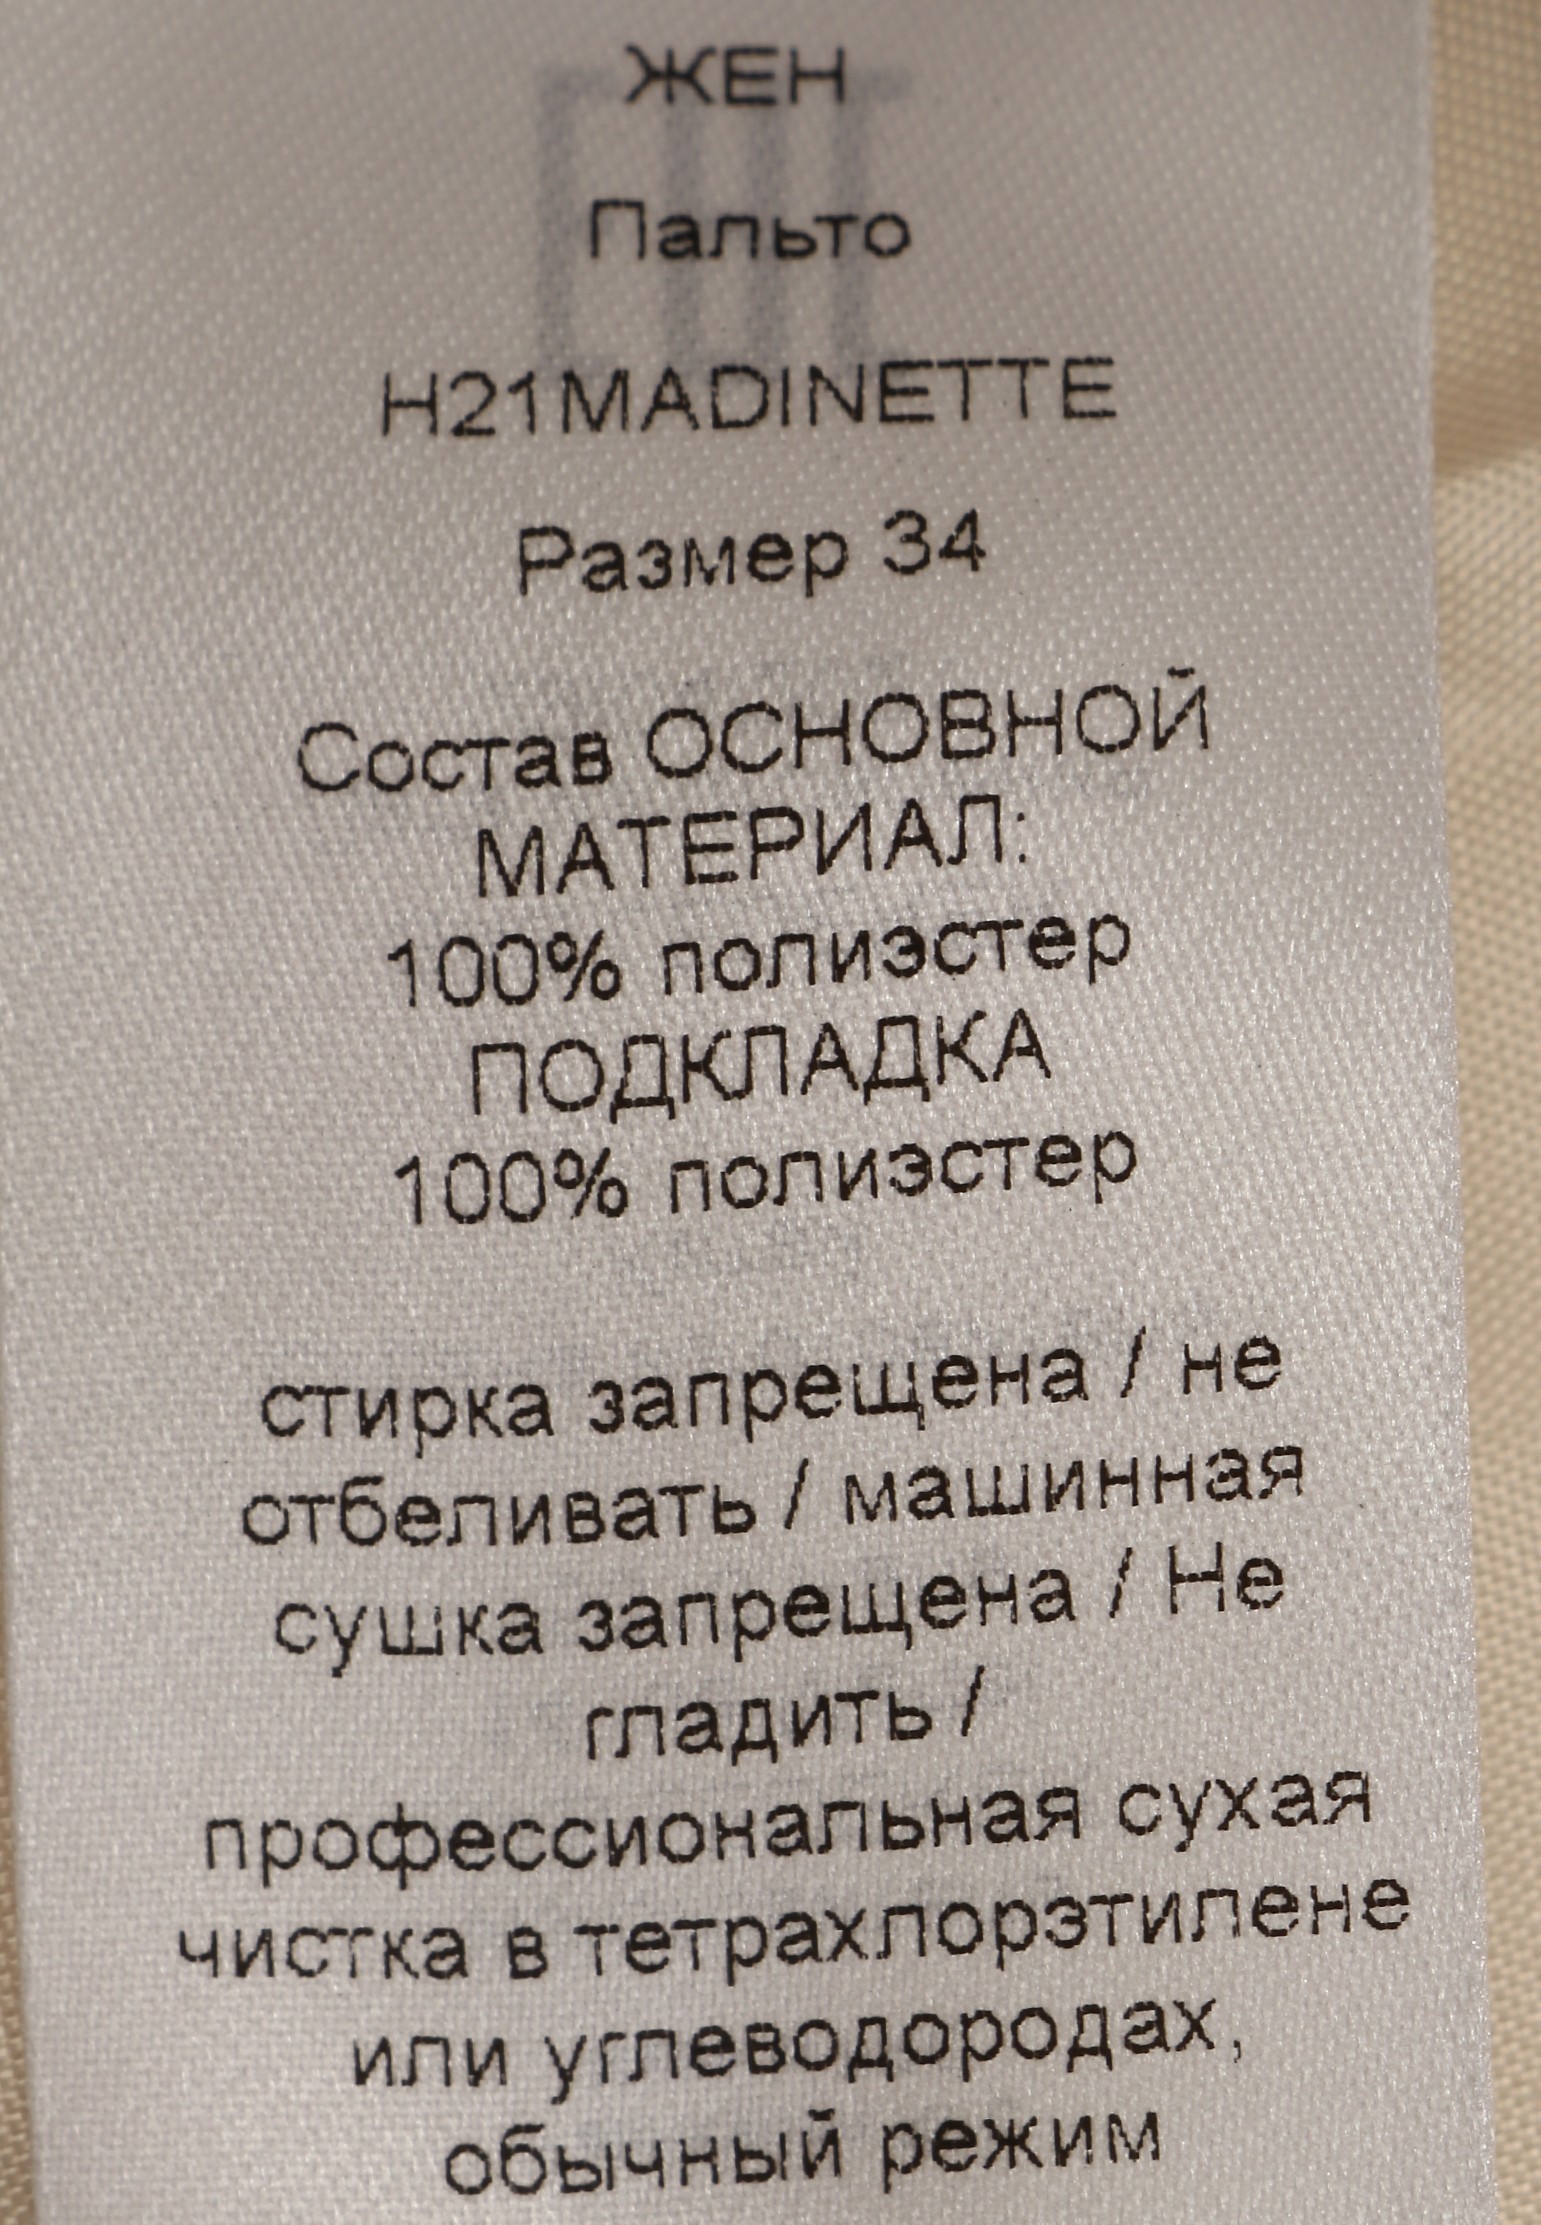 ЖЕН
Пальто
H21MADINETTE
Размер 34
Состав ОСНОВНОЙ
МАТЕРИАЛ:
100% полиэстер
ПОДКЛАДКА
100% полиэстер
стирка запрещена / не
отбеливать / машинная
сушка запрещена / Не
гладить /
профессиональная сухая
чистка в тетрахлорэтилене
или углеводородах,
обычный режим